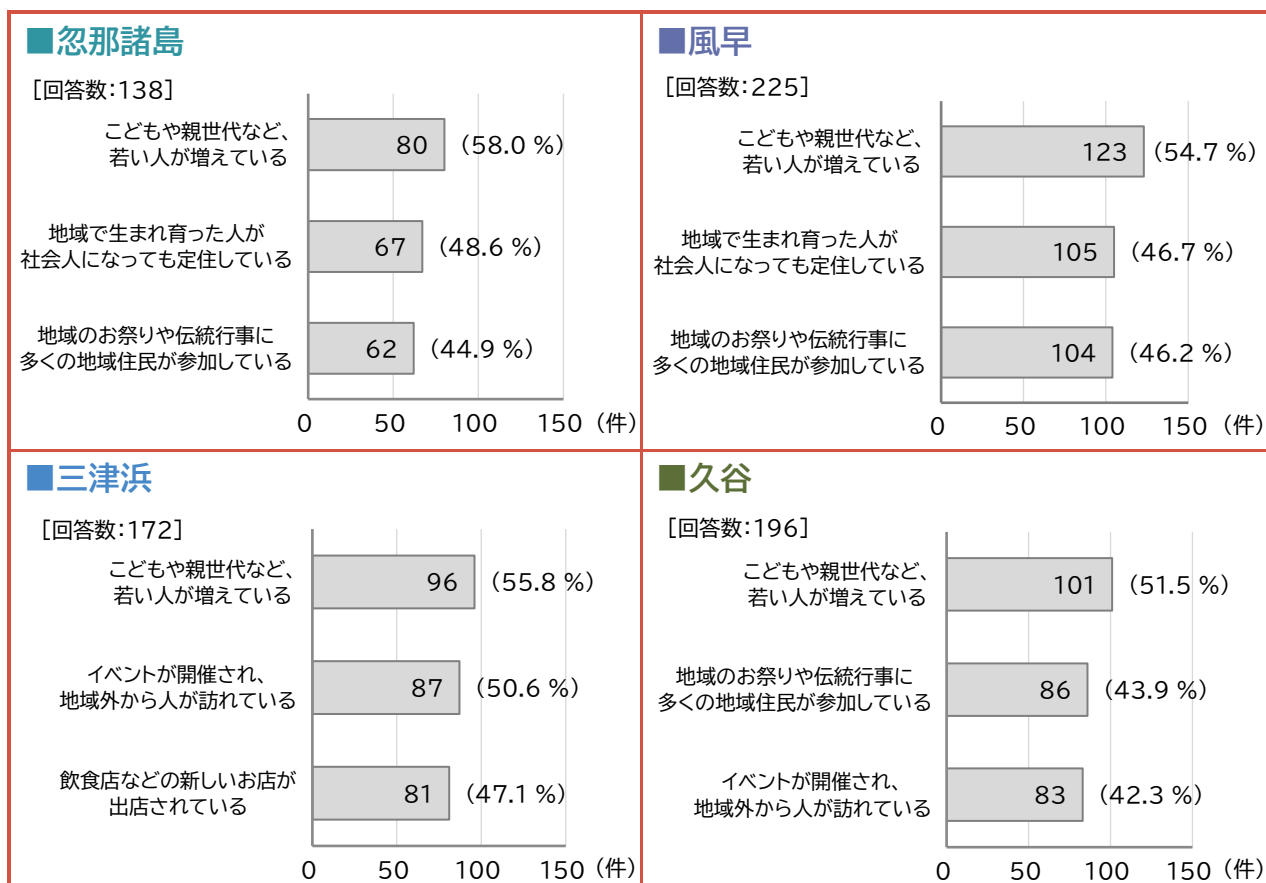 ■忽那諸島
[回答数:138]
こどもや親世代など、
若い人が増えている
80 (58.0 %)
地域で生まれ育った人が
社会人になっても定住している
67 (48.6 %)
地域のお祭りや伝統行事に
多くの地域住民が参加している
62 (44.9 %)
0 50 100 150 (件)
■風早
[回答数:225]
こどもや親世代など、
若い人が増えている
123 (54.7 %)
地域で生まれ育った人が
社会人になっても定住している
105 (46.7 %)
地域のお祭りや伝統行事に
多くの地域住民が参加している
104 (46.2 %)
0 50 100 150 (件)
■三津浜
[回答数:172]
こどもや親世代など、
若い人が増えている
96 (55.8 %)
イベントが開催され、
地域外から人が訪れている
87 (50.6 %)
飲食店などの新しいお店が
出店されている
81 (47.1 %)
0 50 100 150 (件)
■久谷
[回答数:196]
こどもや親世代など、
若い人が増えている
101 (51.5 %)
地域のお祭りや伝統行事に
多くの地域住民が参加している
86 (43.9 %)
イベントが開催され、
地域外から人が訪れている
83 (42.3 %)
0 50 100 150 (件)